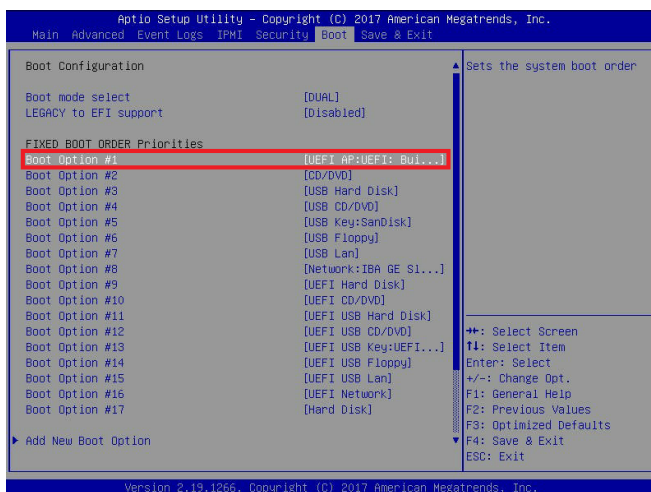 Aptio Setup Utility – Copyright (C) 2017 American Megatrends, Inc.
Main Advanced Event Logs IPMI Security Boot Save & Exit
Boot Configuration
Sets the system boot order
Boot mode select [DUAL]
LEGACY to EFI support [Disabled]
FIXED BOOT ORDER Priorities
Boot Option #1 [UEFI AP:UEFI: Bui...]
Boot Option #2 [CD/DVD]
Boot Option #3 [USB Hard Disk]
Boot Option #4 [USB CD/DVD]
Boot Option #5 [USB Key:SanDisk]
Boot Option #6 [USB Floppy]
Boot Option #7 [USB Lan]
Boot Option #8 [Network:IBA GE Sl...]
Boot Option #9 [UEFI Hard Disk]
Boot Option #10 [UEFI CD/DVD]
Boot Option #11 [UEFI USB Hard Disk]
Boot Option #12 [UEFI USB CD/DVD]
Boot Option #13 [UEFI USB Key:UEFI...]
Boot Option #14 [UEFI USB Floppy]
Boot Option #15 [UEFI USB Lan]
Boot Option #16 [UEFI Network]
Boot Option #17 [Hard Disk]
Add New Boot Option
→←: Select Screen
↑↓: Select Item
Enter: Select
+/-: Change Opt.
F1: General Help
F2: Previous Values
F3: Optimized Defaults
F4: Save & Exit
ESC: Exit
Version 2.19.1266. Copyright (C) 2017 American Megatrends, Inc.